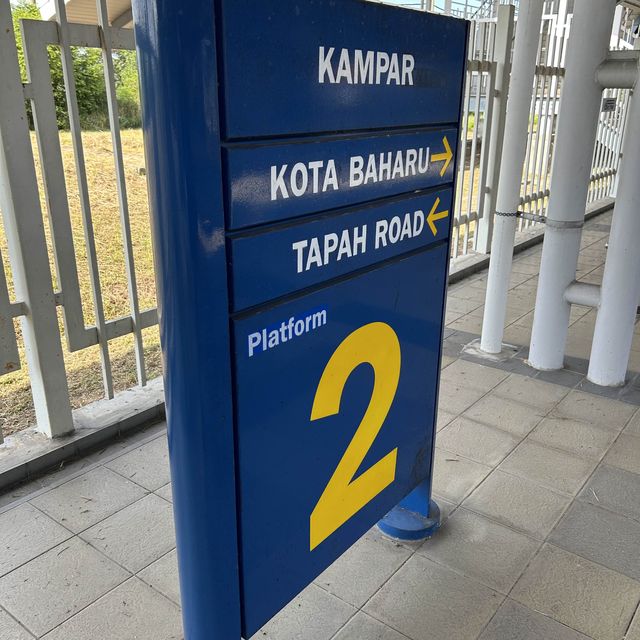 KAMPAR
KOTA BAHARU →
TAPAH ROAD ←
Platform
2